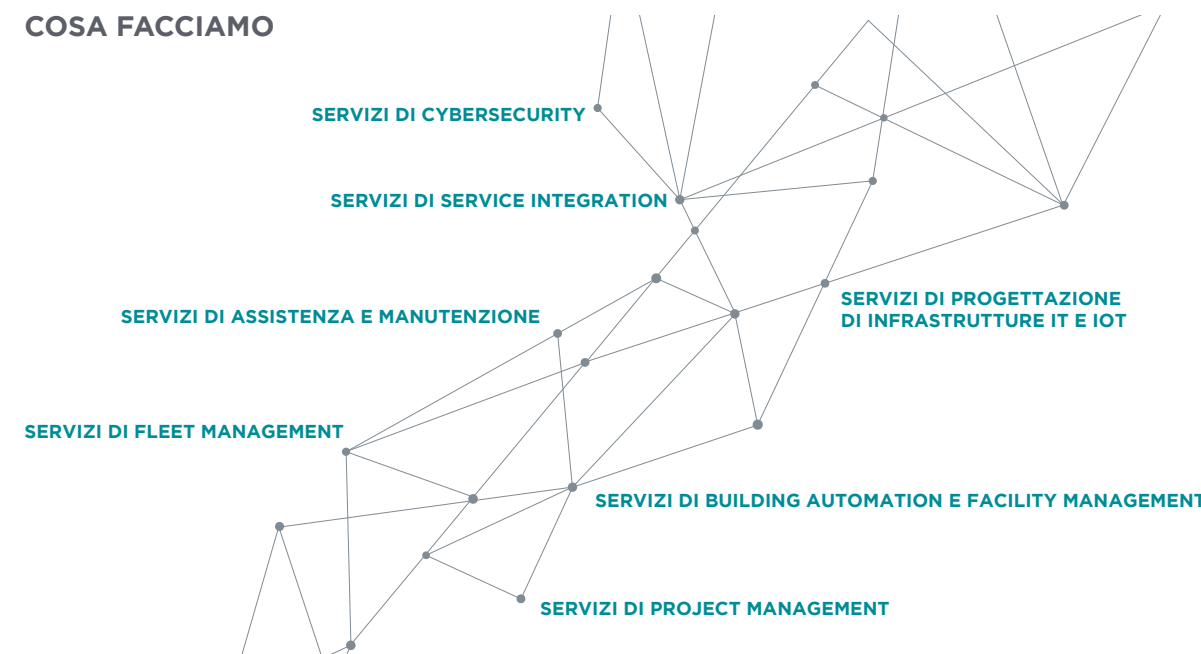 COSA FACCIAMO
SERVIZI DI CYBERSECURITY
SERVIZI DI SERVICE INTEGRATION
SERVIZI DI PROGETTAZIONE
DI INFRASTRUTTURE IT E IOT
SERVIZI DI ASSISTENZA E MANUTENZIONE
SERVIZI DI FLEET MANAGEMENT
SERVIZI DI BUILDING AUTOMATION E FACILITY MANAGEMENT
SERVIZI DI PROJECT MANAGEMENT